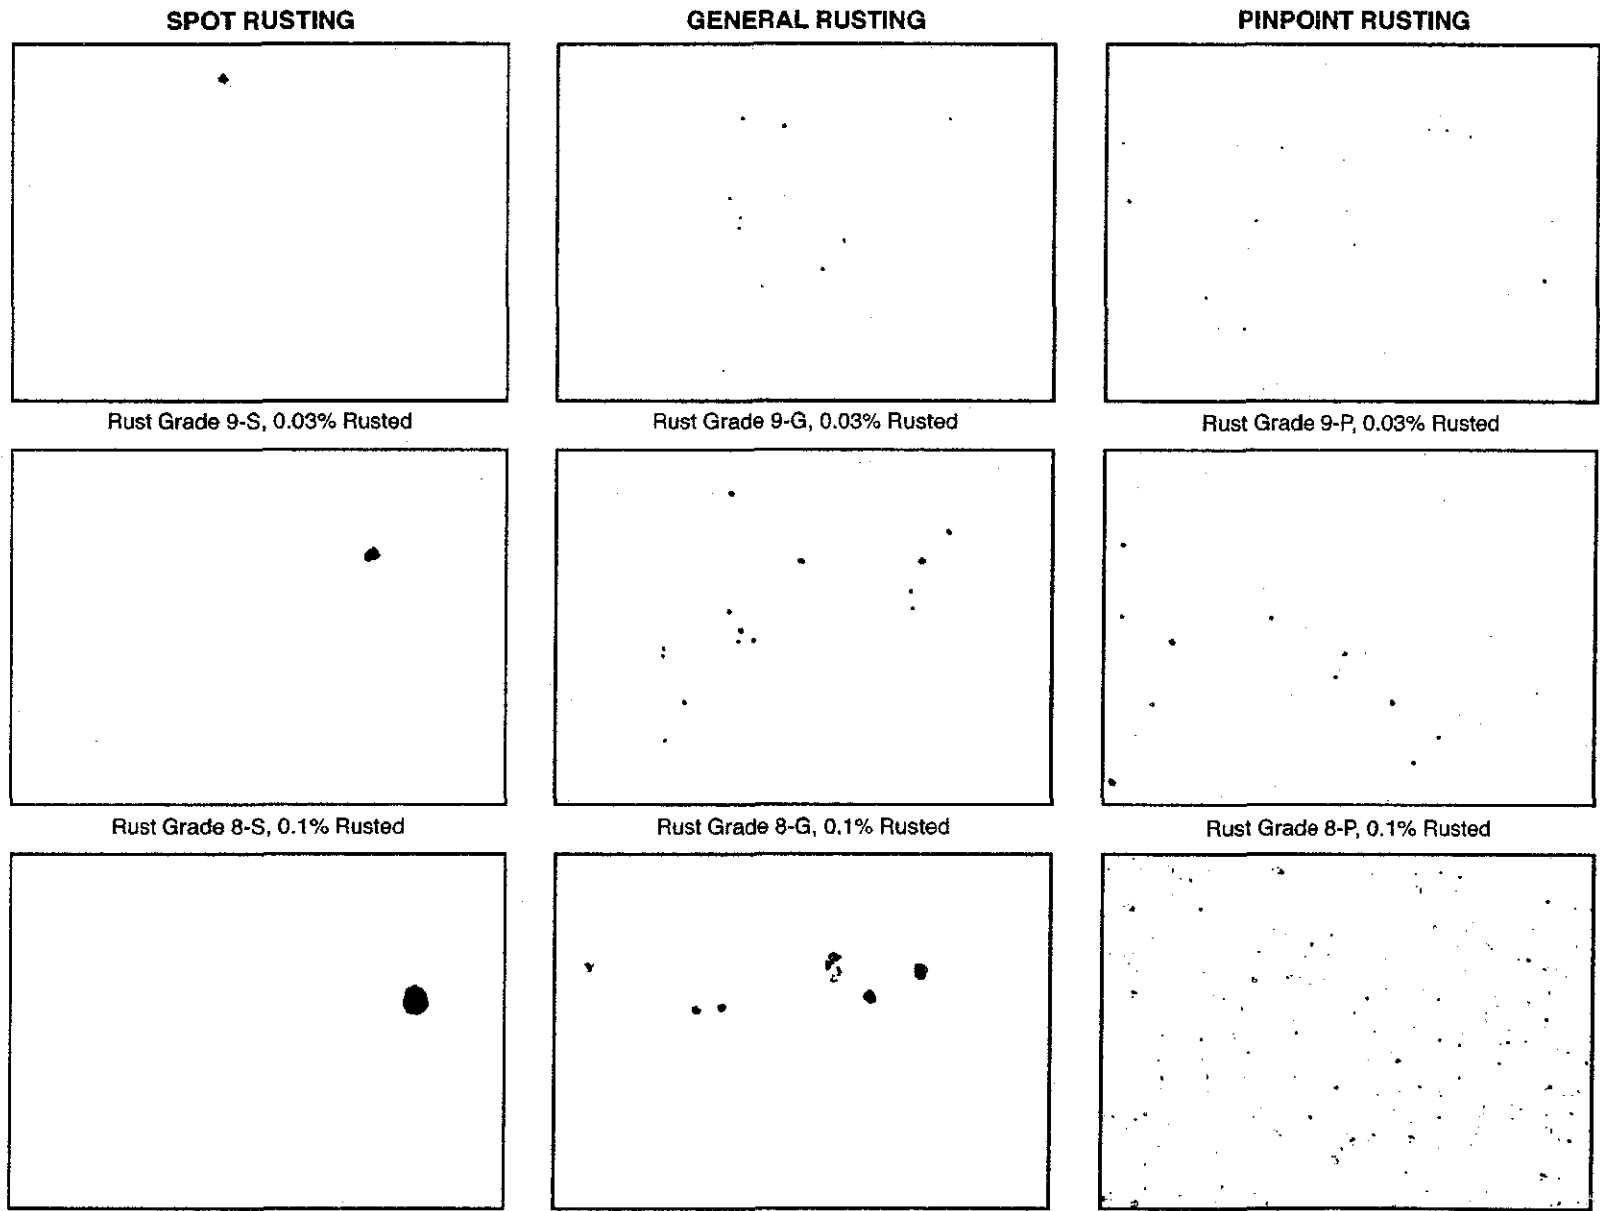 SPOT RUSTING
GENERAL RUSTING
PINPOINT RUSTING
Rust Grade 9-S, 0.03% Rusted
Rust Grade 9-G, 0.03% Rusted
Rust Grade 9-P, 0.03% Rusted
Rust Grade 8-S, 0.1% Rusted
Rust Grade 8-G, 0.1% Rusted
Rust Grade 8-P, 0.1% Rusted